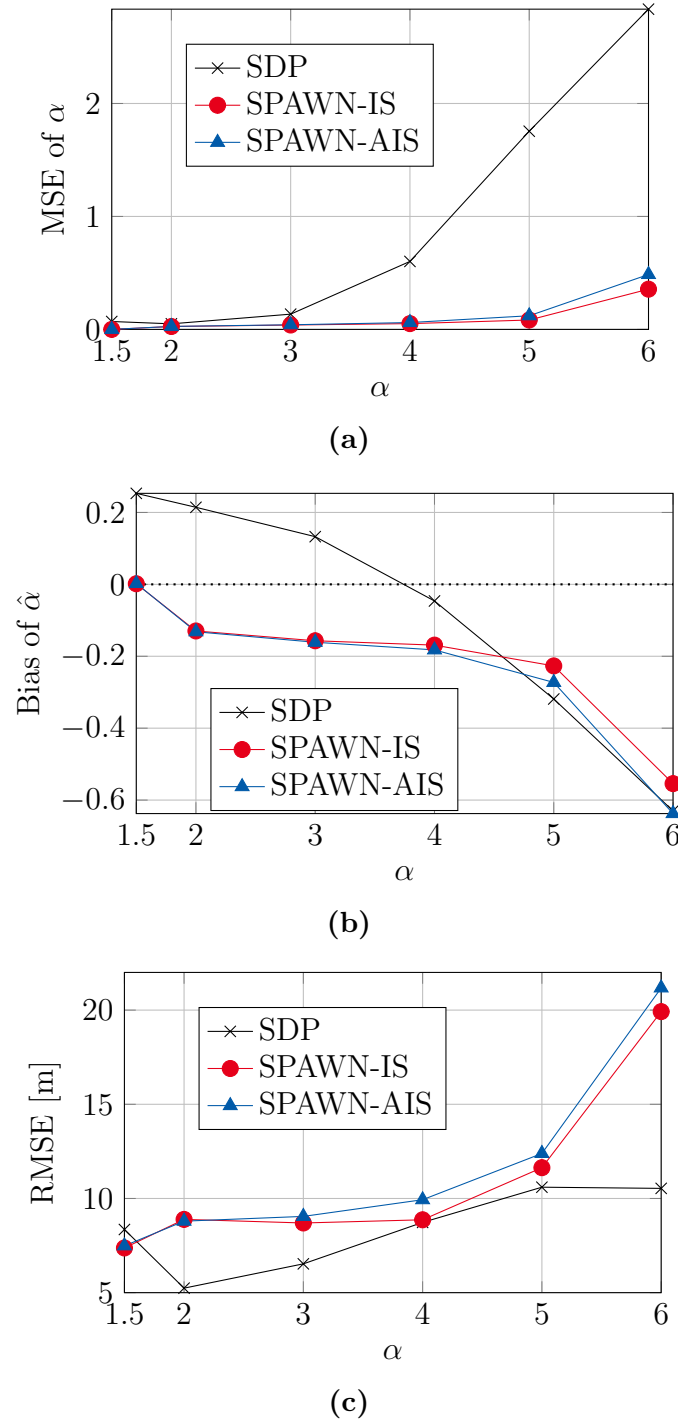 SDP
SPAWN-IS
SPAWN-AIS
MSE of α
2
1
0
1.5 2 3 4 5 6
α
(a)
0.2
0
−0.2
−0.4
−0.6
Bias of α̂
SDP
SPAWN-IS
SPAWN-AIS
1.5 2 3 4 5 6
α
(b)
20
15
10
5
RMSE [m]
SDP
SPAWN-IS
SPAWN-AIS
1.5 2 3 4 5 6
α
(c)